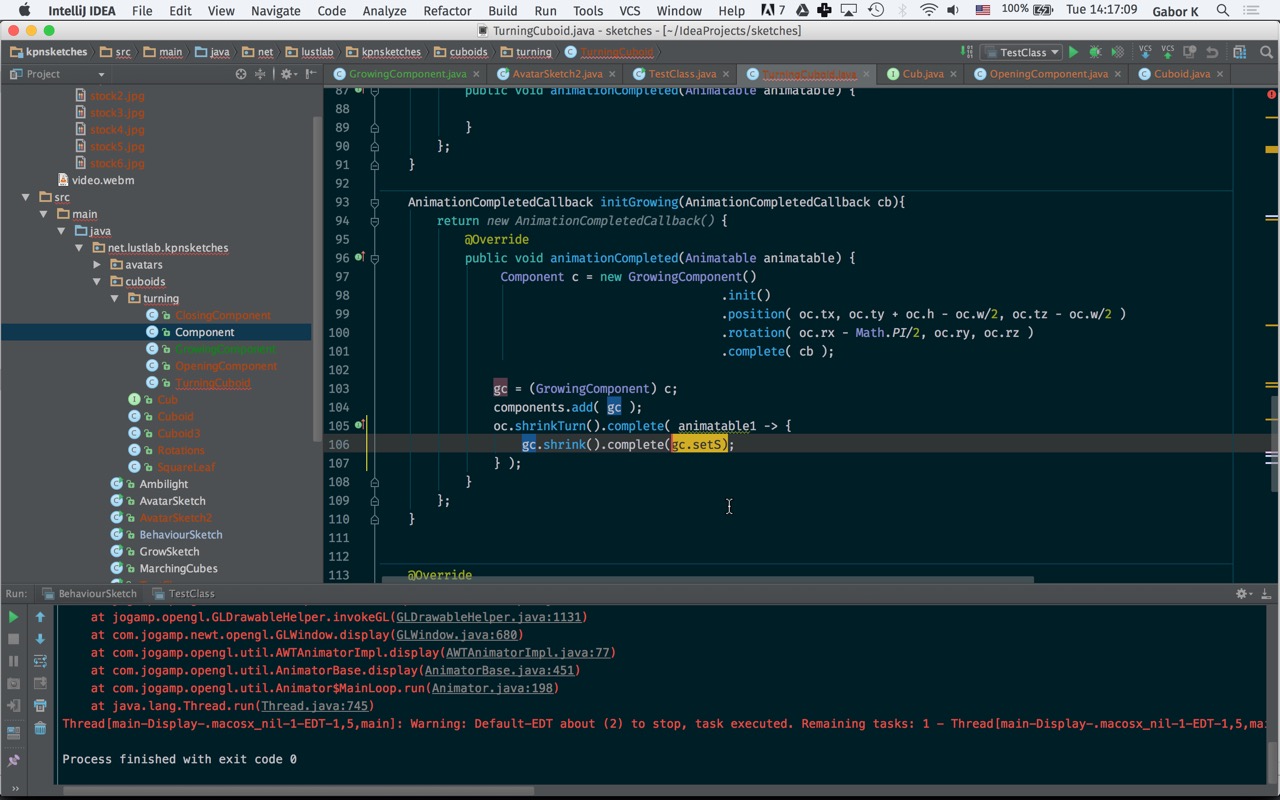 IntelliJ IDEA File Edit View Navigate Code Analyze Refactor Build Run Tools VCS Window Help 7 100% Tue 14:17:09 Gabor K
TurningCuboid.java - sketches - [~/IdeaProjects/sketches]
kpnsketches src main java net lustlab kpnsketches cuboids turning TurningCuboid TestClass VCS VCS
Project GrowingComponent.java AvatarSketch2.java TestClass.java TurningCuboid.java Cub.java OpeningComponent.java Cuboid.java
stock2.jpg
stock3.jpg
stock4.jpg
stock5.jpg
stock6.jpg
video.webm
src
main
java
net.lustlab.kpnsketches
avatars
cuboids
turning
ClosingComponent
Component
GrowingComponent
OpeningComponent
TurningCuboid
Cub
Cuboid
Cuboid3
Rotations
SquareLeaf
Ambilight
AvatarSketch
AvatarSketch2
BehaviourSketch
GrowSketch
MarchingCubes
87 public void animationCompleted(Animatable animatable) {
88
89 }
90 };
91 }
92
93 AnimationCompletedCallback initGrowing(AnimationCompletedCallback cb){
94 return new AnimationCompletedCallback() {
95 @Override
96 public void animationCompleted(Animatable animatable) {
97 Component c = new GrowingComponent()
98 .init()
99 .position( oc.tx, oc.ty + oc.h - oc.w/2, oc.tz - oc.w/2 )
100 .rotation( oc.rx - Math.PI/2, oc.ry, oc.rz )
101 .complete( cb );
102
103 gc = (GrowingComponent) c;
104 components.add( gc );
105 oc.shrinkTurn().complete( animatable1 -> {
106 gc.shrink().complete(gc.setS);
107 } );
108 }
109 };
110 }
111
112
113 @Override
Run: BehaviourSketch TestClass
at jogamp.opengl.GLDrawableHelper.invokeGL(GLDrawableHelper.java:1131)
at com.jogamp.newt.opengl.GLWindow.display(GLWindow.java:680)
at com.jogamp.opengl.util.AWTAnimatorImpl.display(AWTAnimatorImpl.java:77)
at com.jogamp.opengl.util.AnimatorBase.display(AnimatorBase.java:451)
at com.jogamp.opengl.util.Animator$MainLoop.run(Animator.java:198)
at java.lang.Thread.run(Thread.java:745)
Thread[main-Display-.macosx_nil-1-EDT-1,5,main]: Warning: Default-EDT about (2) to stop, task executed. Remaining tasks: 1 - Thread[main-Display-.macosx_nil-1-EDT-1,5,ma
Process finished with exit code 0